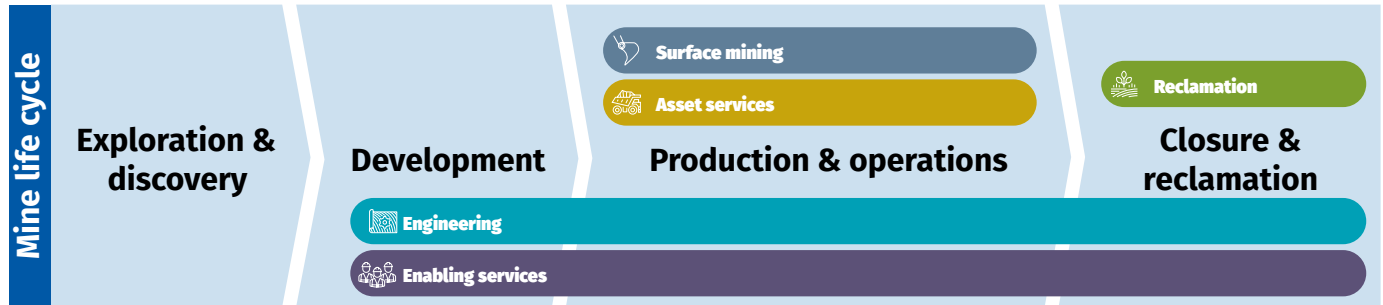 Mine life cycle
Exploration &
discovery
Development
Surface mining
Asset services
Production & operations
Reclamation
Closure &
reclamation
Engineering
Enabling services